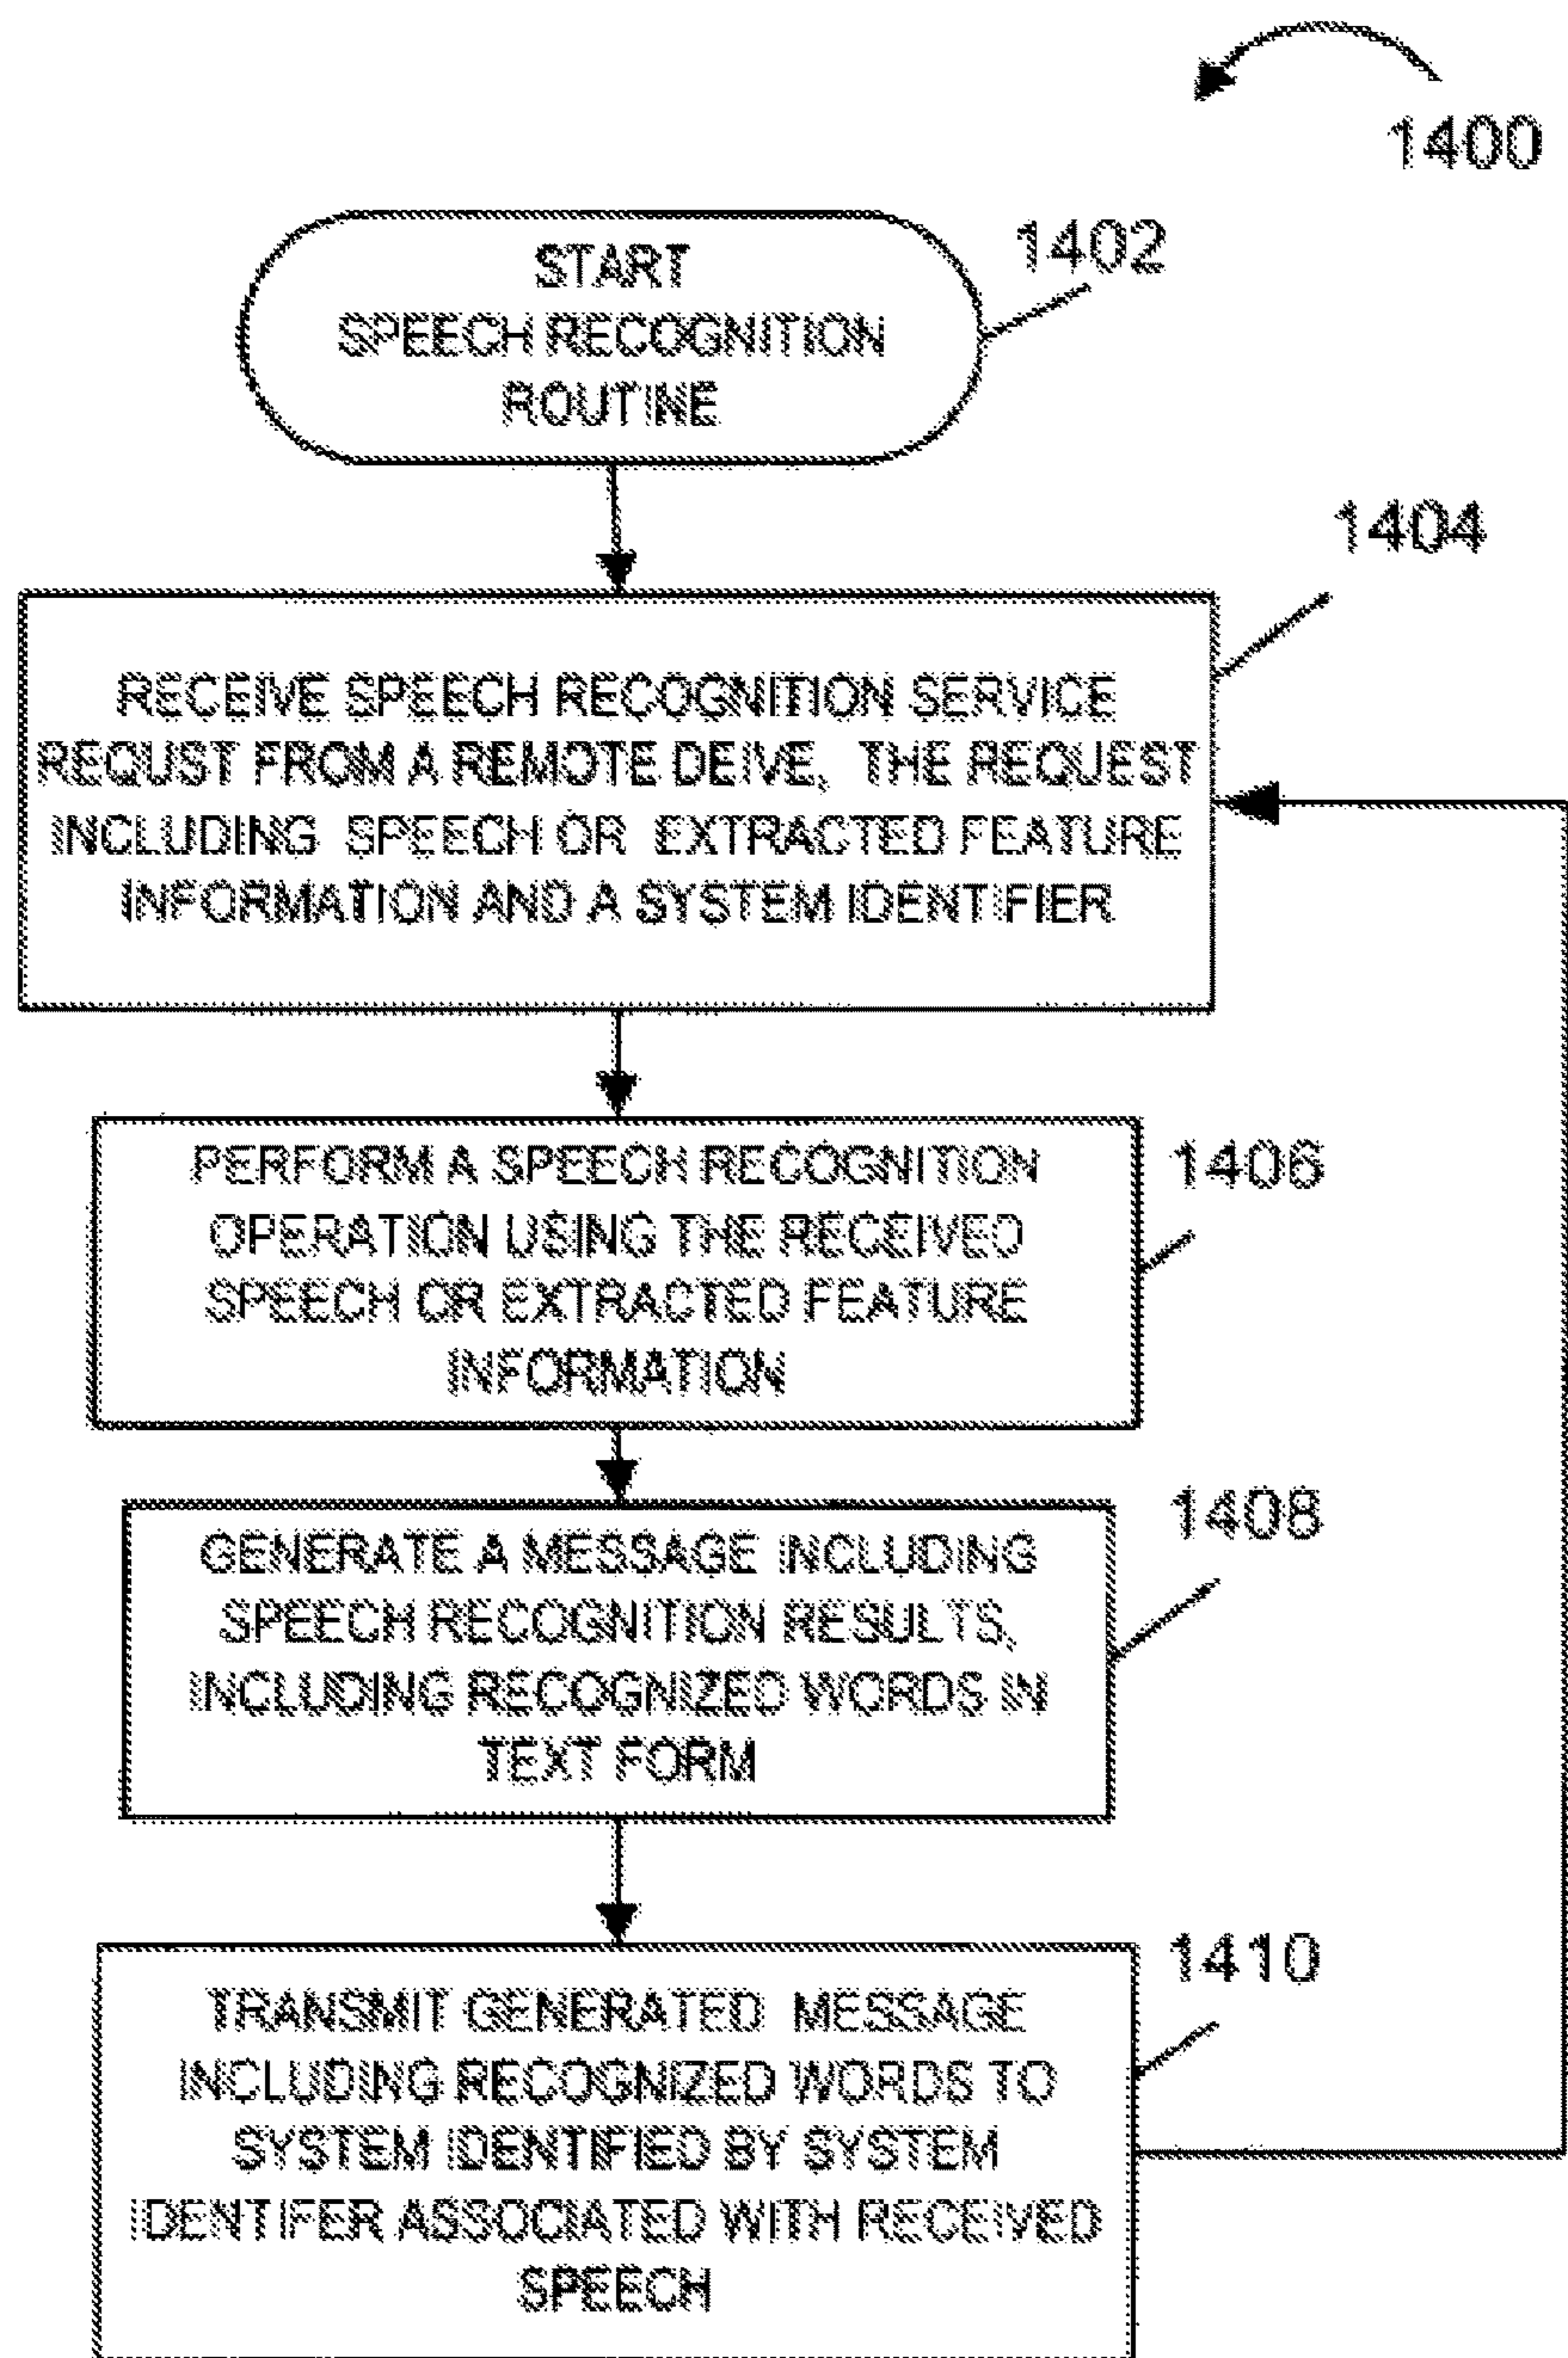 1400
START
SPEECH RECOGNITION
ROUTINE
1402
1404
RECEIVE SPEECH RECOGNITION SERVICE
REQUST FROM A REMOTE DEIVE, THE REQUEST
INCLUDING SPEECH OR EXTRACTED FEATURE
INFORMATION AND A SYSTEM IDENTIFIER
PERFORM A SPEECH RECOGNITION
OPERATION USING THE RECEIVED
SPEECH OR EXTRACTED FEATURE
INFORMATION
1406
GENERATE A MESSAGE INCLUDING
SPEECH RECOGNITION RESULTS,
INCLUDING RECOGNIZED WORDS IN
TEXT FORM
1408
TRANSMIT GENERATED MESSAGE
INCLUDING RECOGNIZED WORDS TO
SYSTEM IDENTIFIED BY SYSTEM
IDENTIFER ASSOCIATED WITH RECEIVED
SPEECH
1410